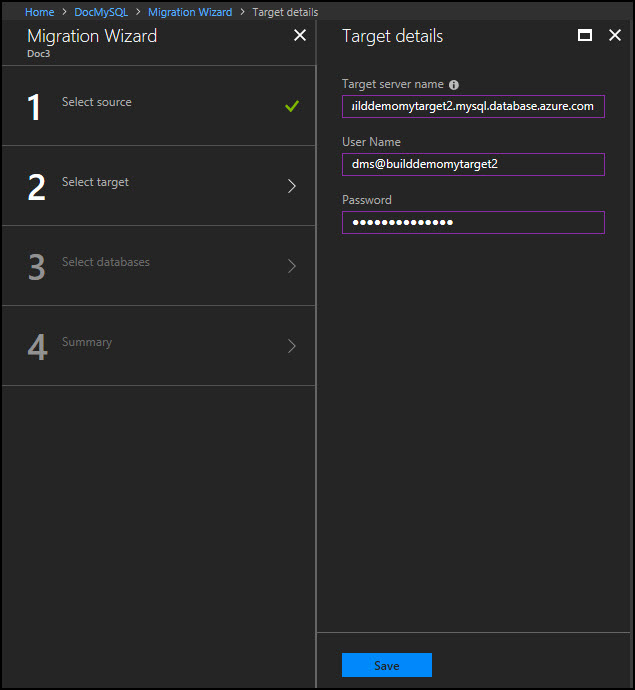 Home > DocMySQL > Migration Wizard > Target details
Migration Wizard
Doc3
1 Select source
2 Select target
3 Select databases
4 Summary
Target details
Target server name
uilddemomytarget2.mysql.database.azure.com
User Name
dms@builddemomytarget2
Password
●●●●●●●●●●●●●●
Save